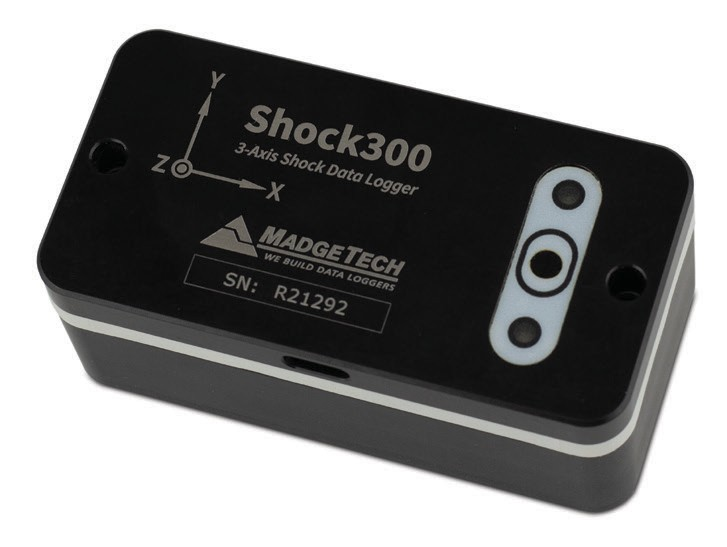 Y
Z
X
Shock300
3-Axis Shock Data Logger
MADGETECH
WE BUILD DATA LOGGERS
SN: R21292